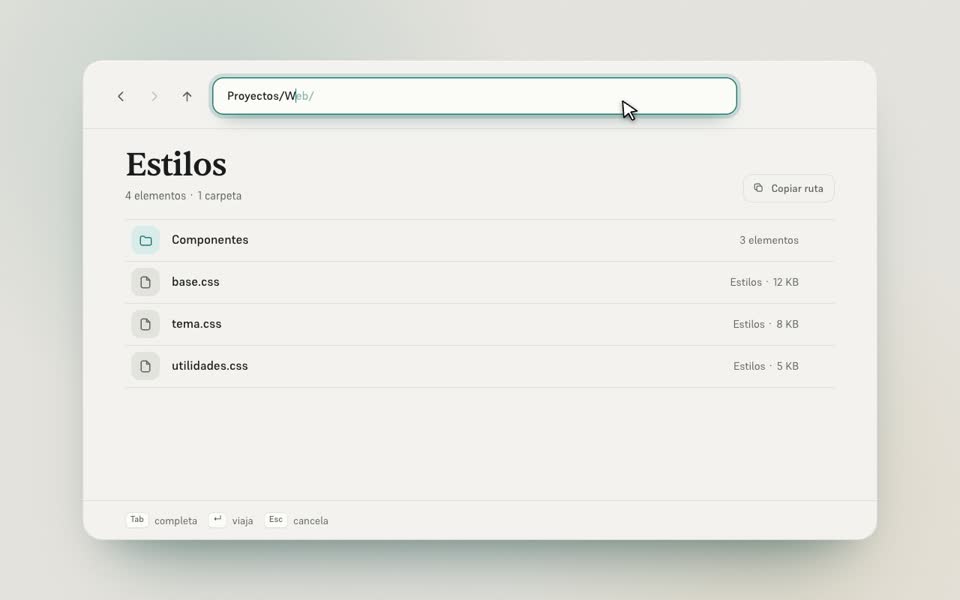 Proyectos/Web/
Estilos
4 elementos · 1 carpeta
Copiar ruta
Componentes
3 elementos
base.css
Estilos · 12 KB
tema.css
Estilos · 8 KB
utilidades.css
Estilos · 5 KB
Tab completa ↵ viaja Esc cancela